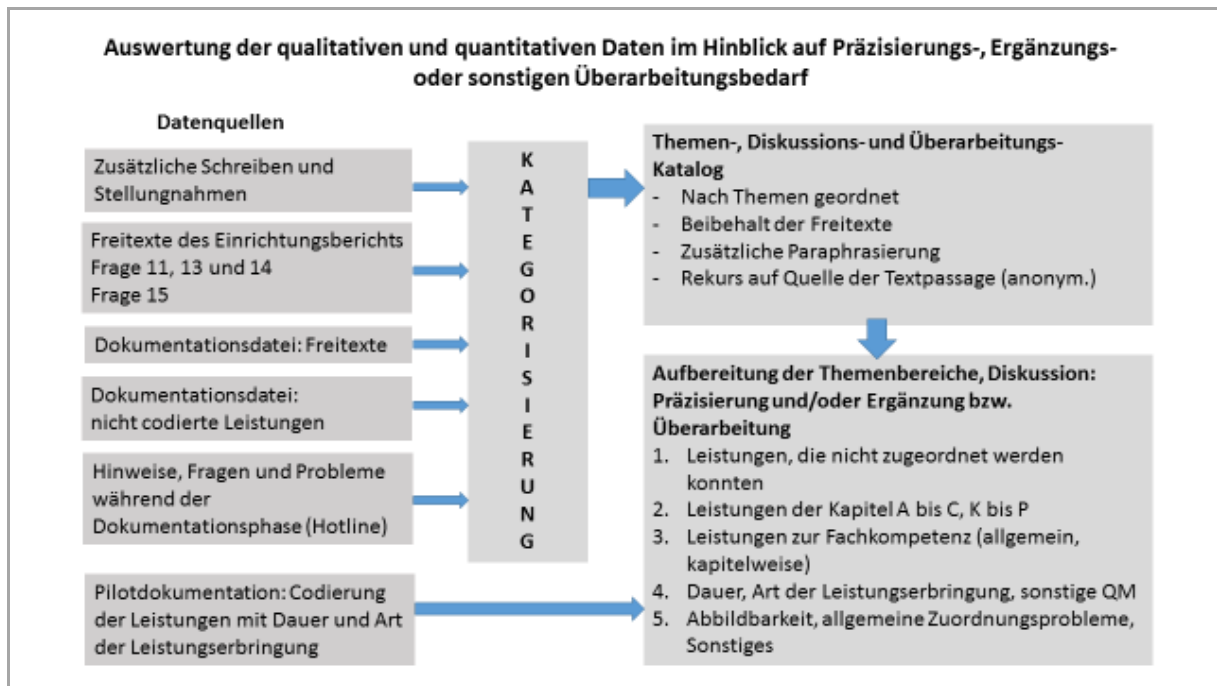 Auswertung der qualitativen und quantitativen Daten im Hinblick auf Präzisierungs-, Ergänzungs-
oder sonstigen Überarbeitungsbedarf
Datenquellen
Zusätzliche Schreiben und
Stellungnahmen
Freitexte des Einrichtungsberichts
Frage 11, 13 und 14
Frage 15
Dokumentationsdatei: Freitexte
Dokumentationsdatei:
nicht codierte Leistungen
Hinweise, Fragen und Probleme
während der
Dokumentationsphase (Hotline)
Pilotdokumentation: Codierung
der Leistungen mit Dauer und Art
der Leistungserbringung
K
A
T
E
G
O
R
I
S
I
E
R
U
N
G
Themen-, Diskussions- und Überarbeitungs-
Katalog
- Nach Themen geordnet
- Beibehalt der Freitexte
- Zusätzliche Paraphrasierung
- Rekurs auf Quelle der Textpassage (anonym.)
Aufbereitung der Themenbereiche, Diskussion:
Präzisierung und/oder Ergänzung bzw.
Überarbeitung
1. Leistungen, die nicht zugeordnet werden
konnten
2. Leistungen der Kapitel A bis C, K bis P
3. Leistungen zur Fachkompetenz (allgemein,
kapitelweise)
4. Dauer, Art der Leistungserbringung, sonstige QM
5. Abbildbarkeit, allgemeine Zuordnungsprobleme,
Sonstiges